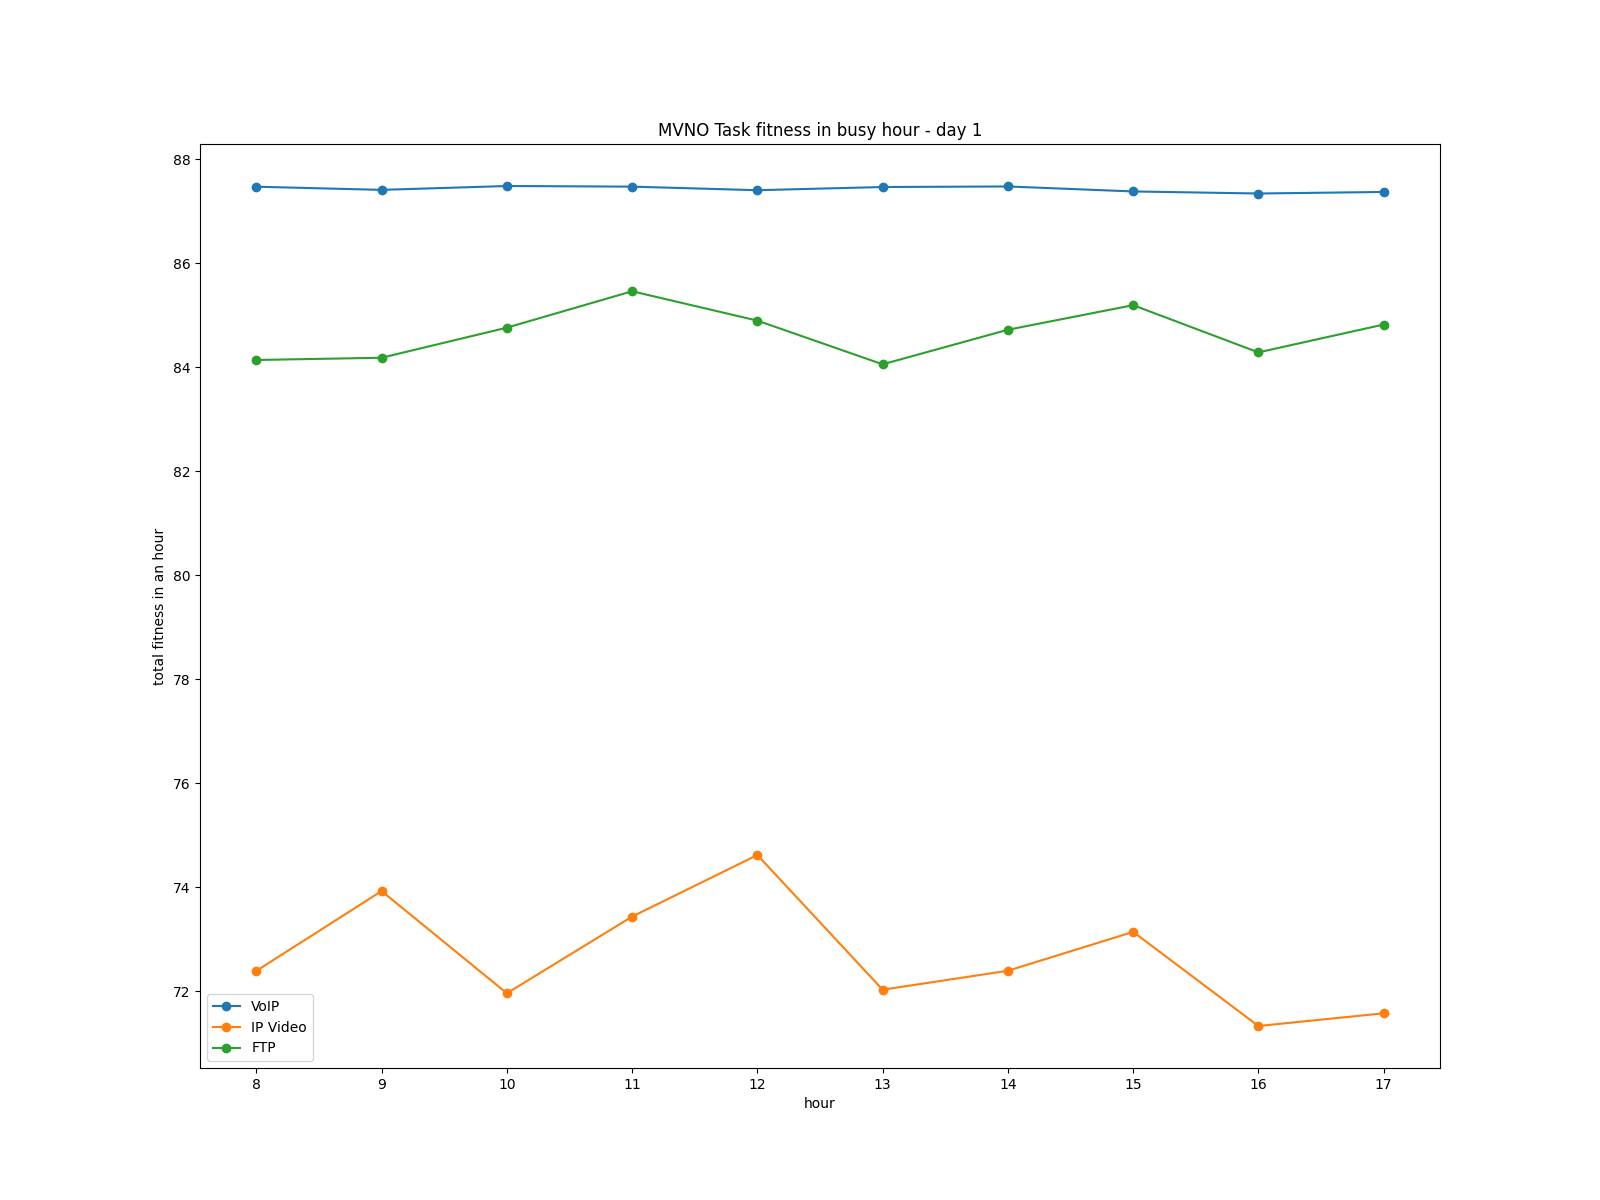 MVNO Task fitness in busy hour - day 1
88
86
84
82
80
78
76
74
72
total fitness in an hour
VoIP
IP Video
FTP
8 9 10 11 12 13 14 15 16 17
hour